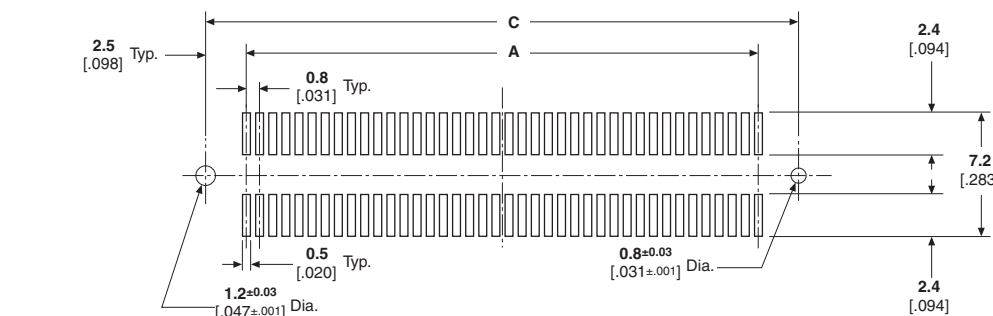 C
2.5
[.098] Typ.
A
2.4
[.094]
0.8
[.031] Typ.
7.2
[.283
0.5
[.020] Typ.
0.8±0.03
[.031±.001] Dia.
1.2±0.03
[.047±.001] Dia.
2.4
[.094]